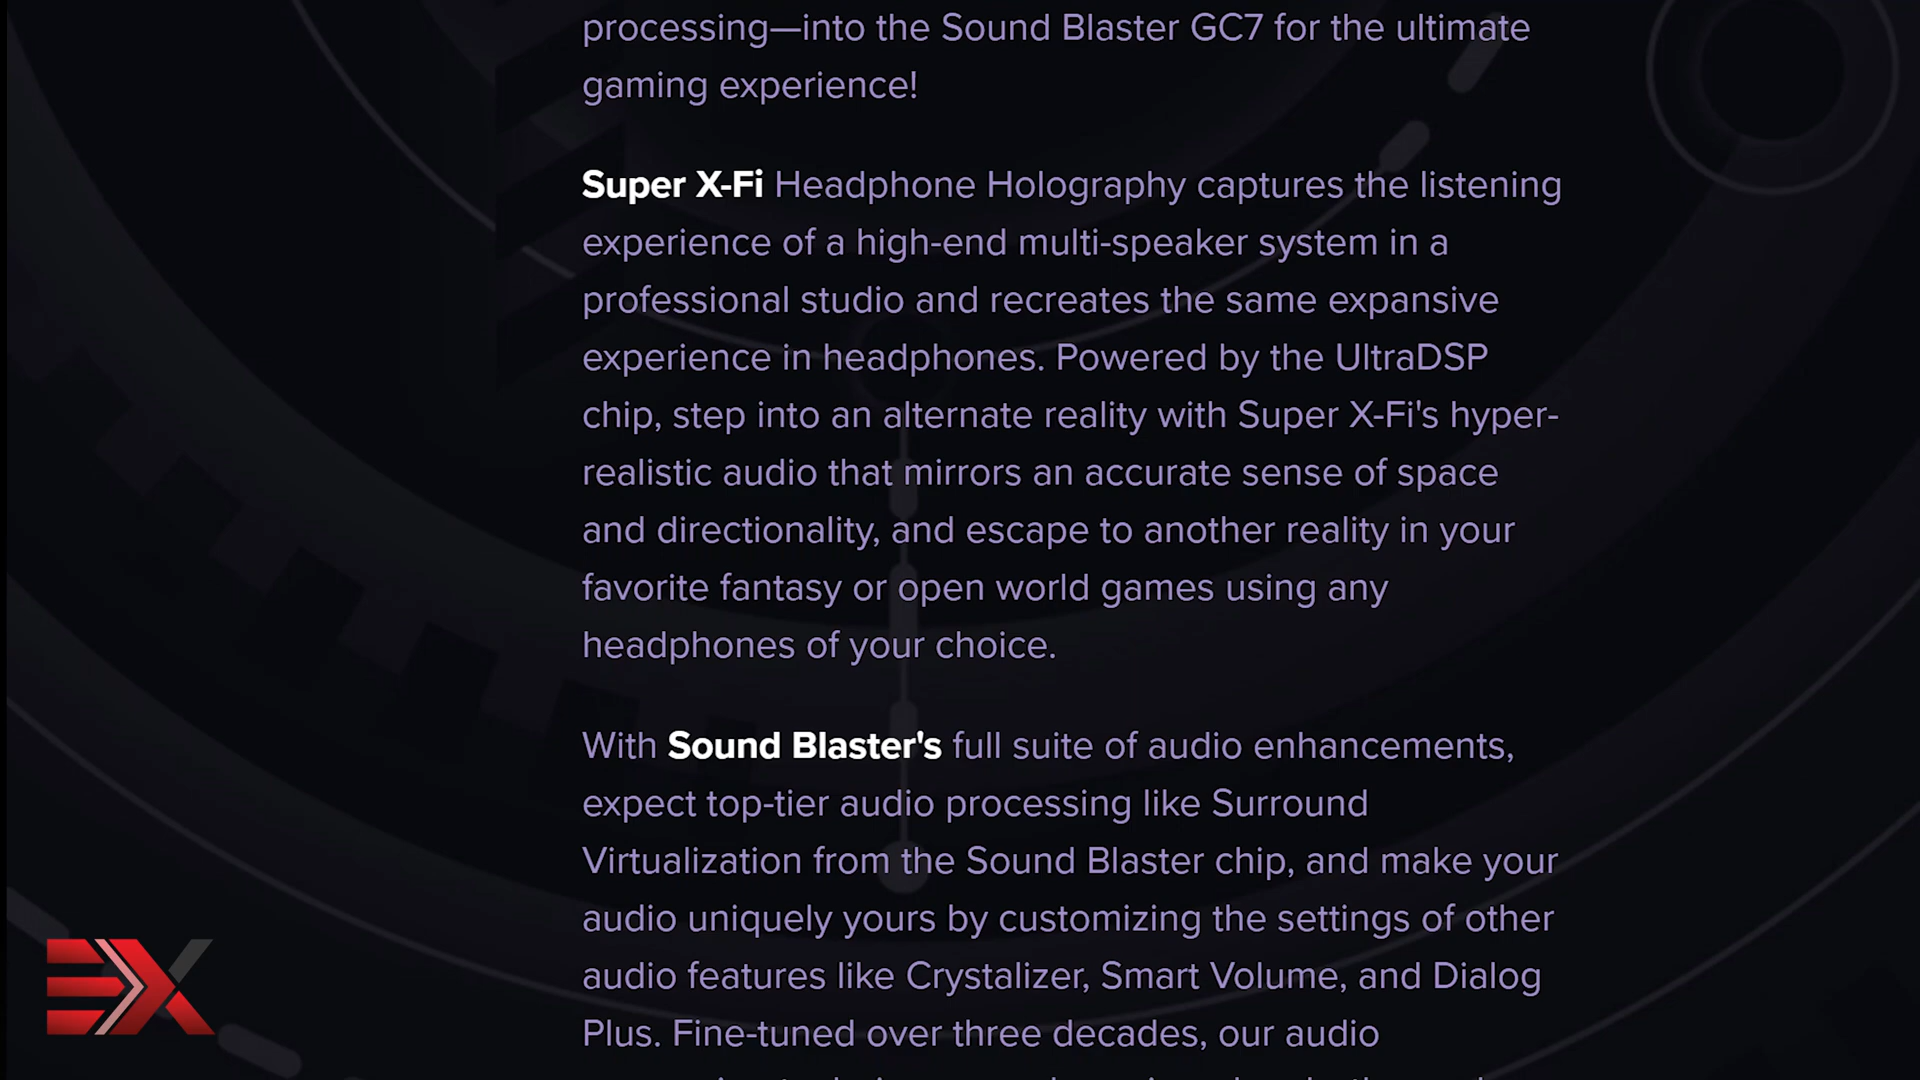 processing—into the Sound Blaster GC7 for the ultimate
gaming experience!
Super X-Fi Headphone Holography captures the listening
experience of a high-end multi-speaker system in a
professional studio and recreates the same expansive
experience in headphones. Powered by the UltraDSP
chip, step into an alternate reality with Super X-Fi's hyper-
realistic audio that mirrors an accurate sense of space
and directionality, and escape to another reality in your
favorite fantasy or open world games using any
headphones of your choice.
With Sound Blaster's full suite of audio enhancements,
expect top-tier audio processing like Surround
Virtualization from the Sound Blaster chip, and make your
audio uniquely yours by customizing the settings of other
audio features like Crystalizer, Smart Volume, and Dialog
Plus. Fine-tuned over three decades, our audio
EX